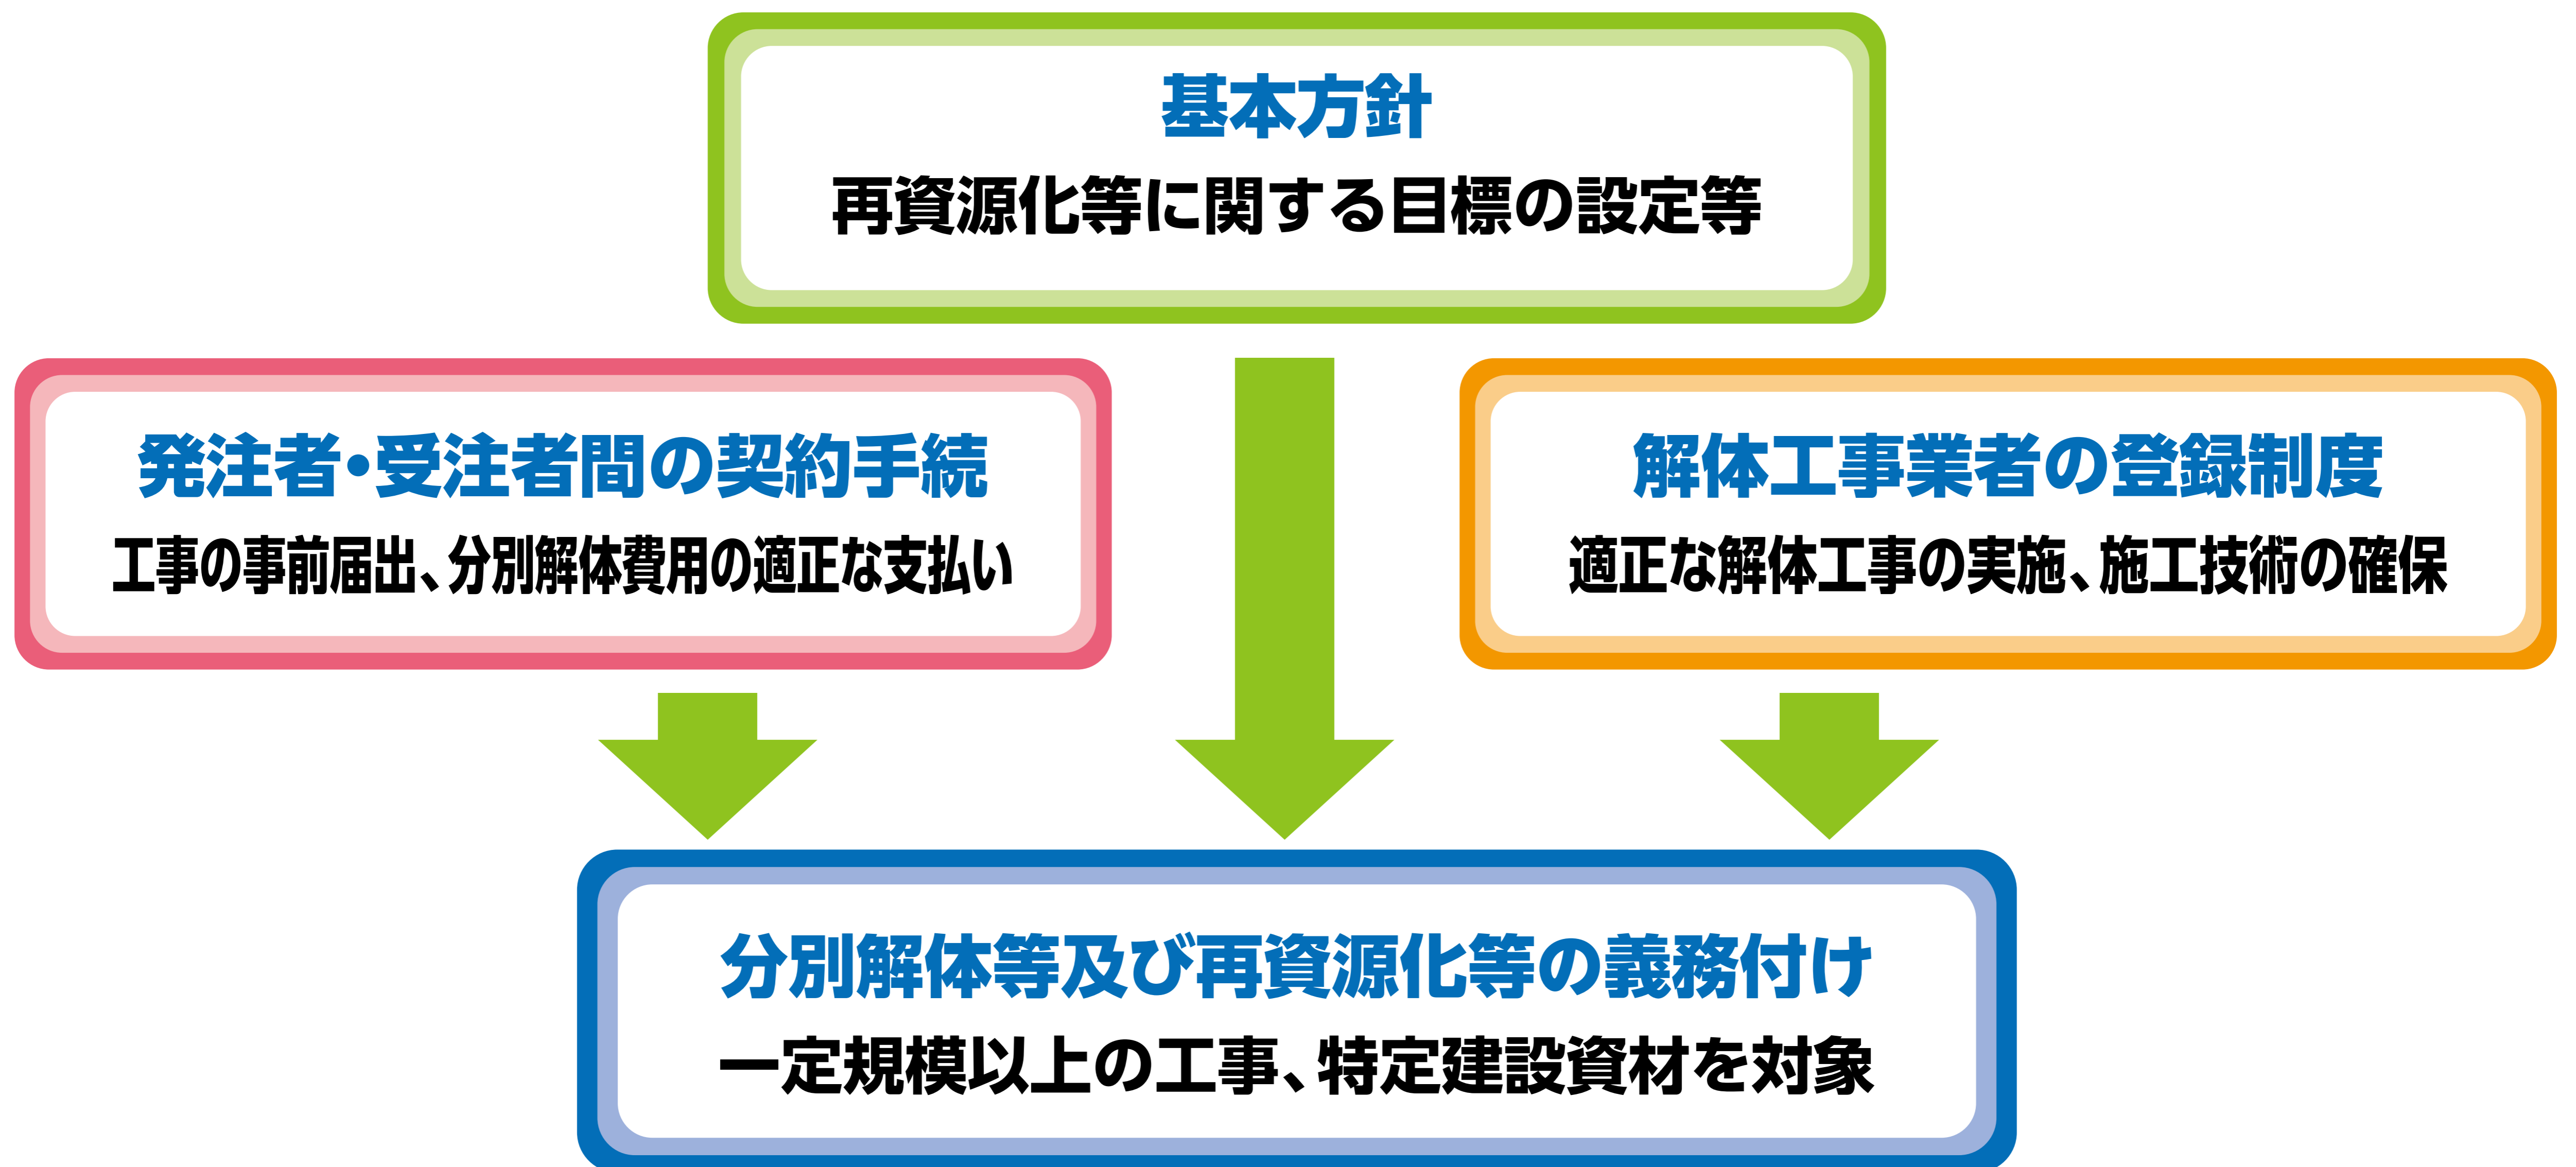 基本方針
再資源化等に関する目標の設定等
発注者・受注者間の契約手続
工事の事前届出、分別解体費用の適正な支払い
解体工事業者の登録制度
適正な解体工事の実施、施工技術の確保
分別解体等及び再資源化等の義務付け
一定規模以上の工事、特定建設資材を対象